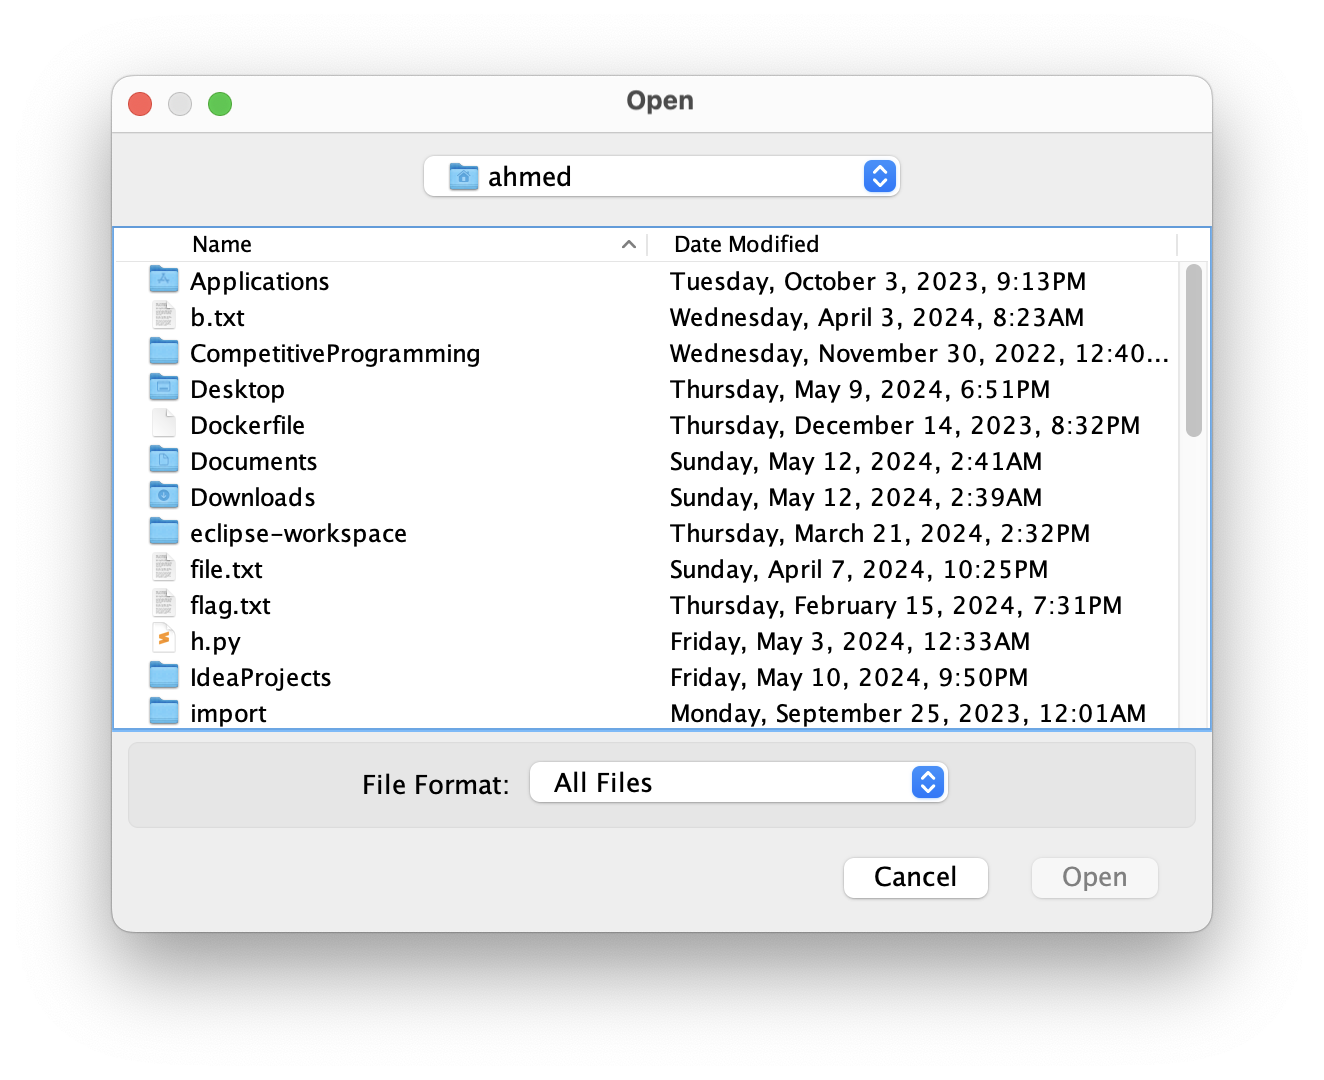 Open
ahmed
Name Date Modified
Applications Tuesday, October 3, 2023, 9:13PM
b.txt Wednesday, April 3, 2024, 8:23AM
CompetitiveProgramming Wednesday, November 30, 2022, 12:40...
Desktop Thursday, May 9, 2024, 6:51PM
Dockerfile Thursday, December 14, 2023, 8:32PM
Documents Sunday, May 12, 2024, 2:41AM
Downloads Sunday, May 12, 2024, 2:39AM
eclipse-workspace Thursday, March 21, 2024, 2:32PM
file.txt Sunday, April 7, 2024, 10:25PM
flag.txt Thursday, February 15, 2024, 7:31PM
h.py Friday, May 3, 2024, 12:33AM
IdeaProjects Friday, May 10, 2024, 9:50PM
import Monday, September 25, 2023, 12:01AM
File Format: All Files
Cancel Open